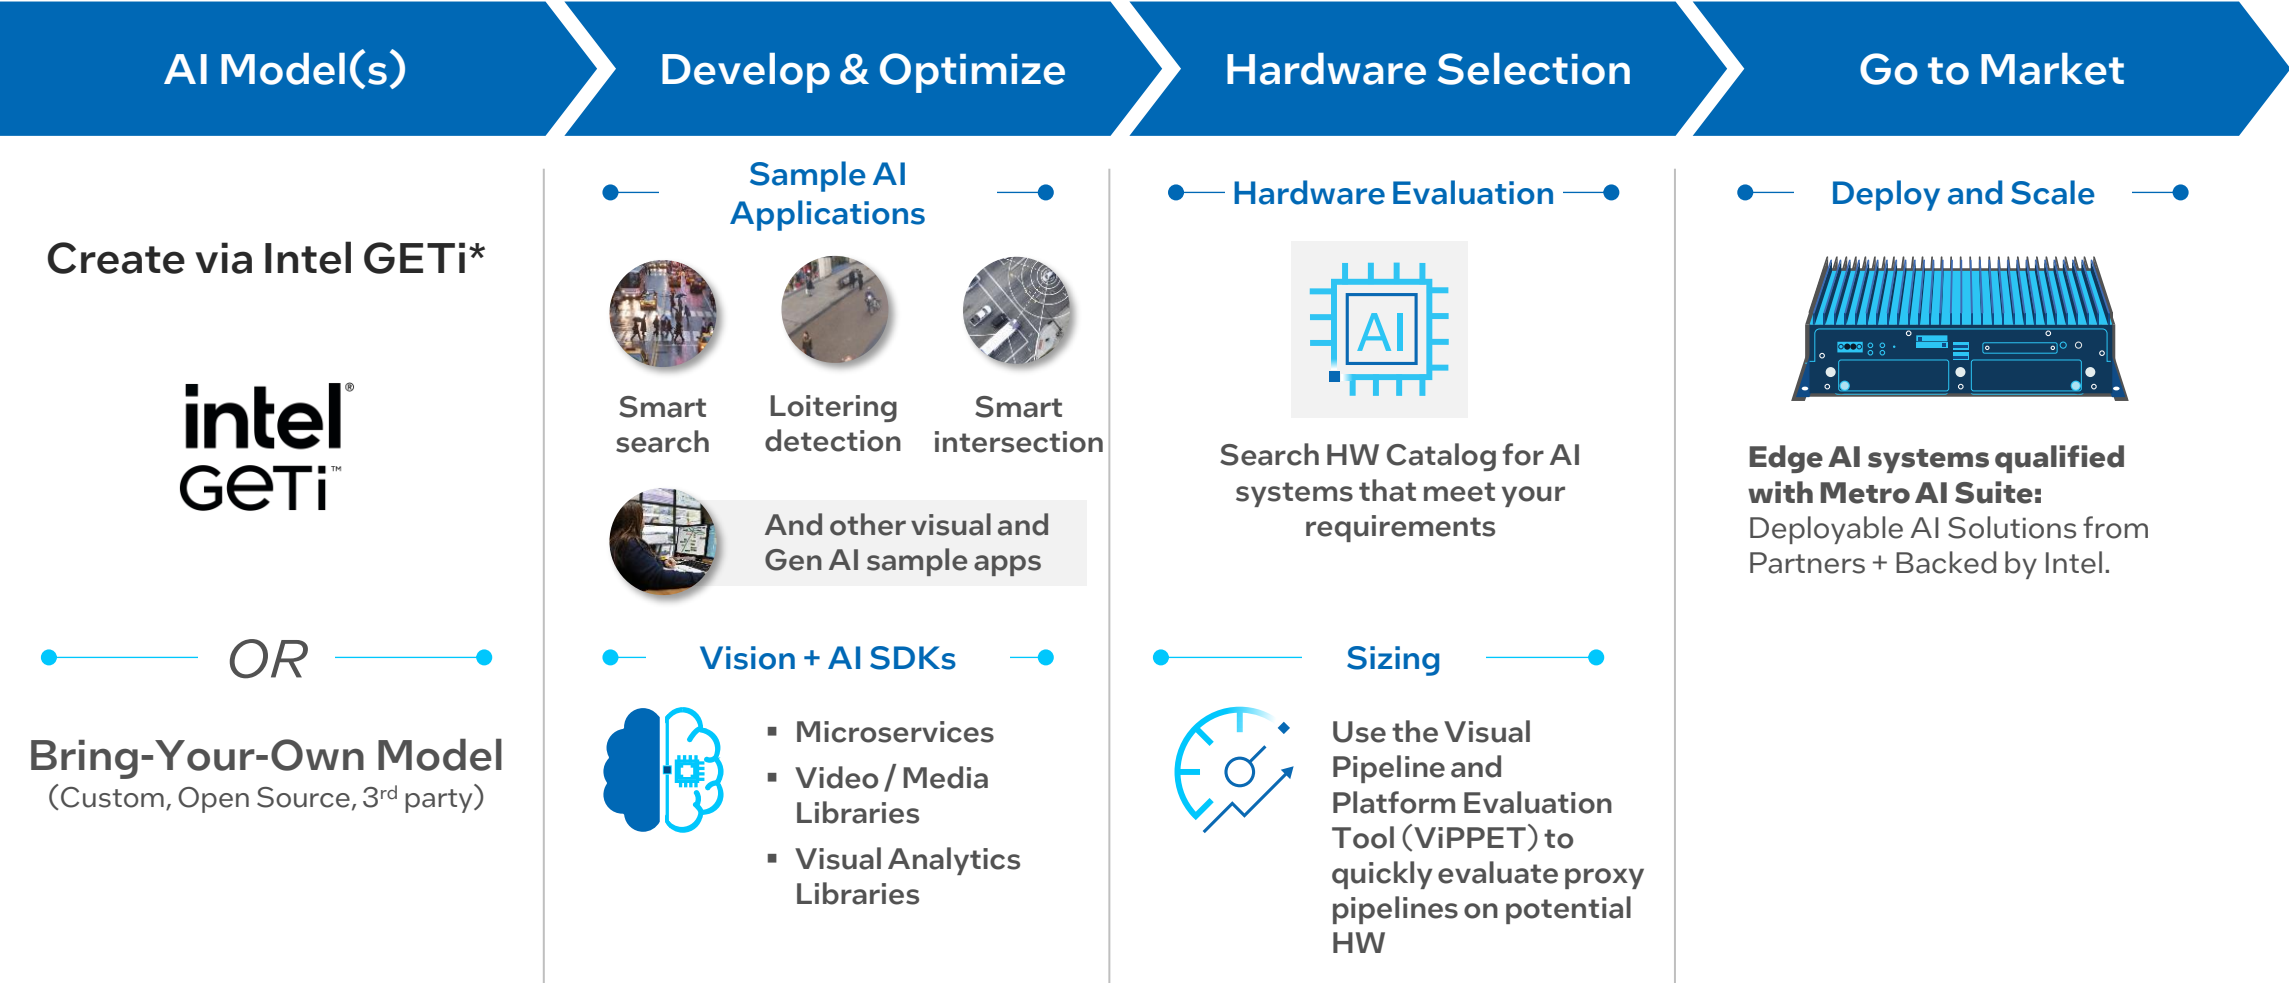 AI Model(s)
Develop & Optimize
Hardware Selection
Go to Market
Create via Intel GETi*
intel®
GETi™
OR
Bring-Your-Own Model
(Custom, Open Source, 3rd party)
Sample AI
Applications
Smart
search
Loitering
detection
Smart
intersection
And other visual and
Gen AI sample apps
Vision + AI SDKs
▪ Microservices
▪ Video / Media
Libraries
▪ Visual Analytics
Libraries
Hardware Evaluation
AI
Search HW Catalog for AI
systems that meet your
requirements
Sizing
Use the Visual
Pipeline and
Platform Evaluation
Tool (ViPPET) to
quickly evaluate proxy
pipelines on potential
HW
Deploy and Scale
Edge AI systems qualified
with Metro AI Suite:
Deployable AI Solutions from
Partners + Backed by Intel.